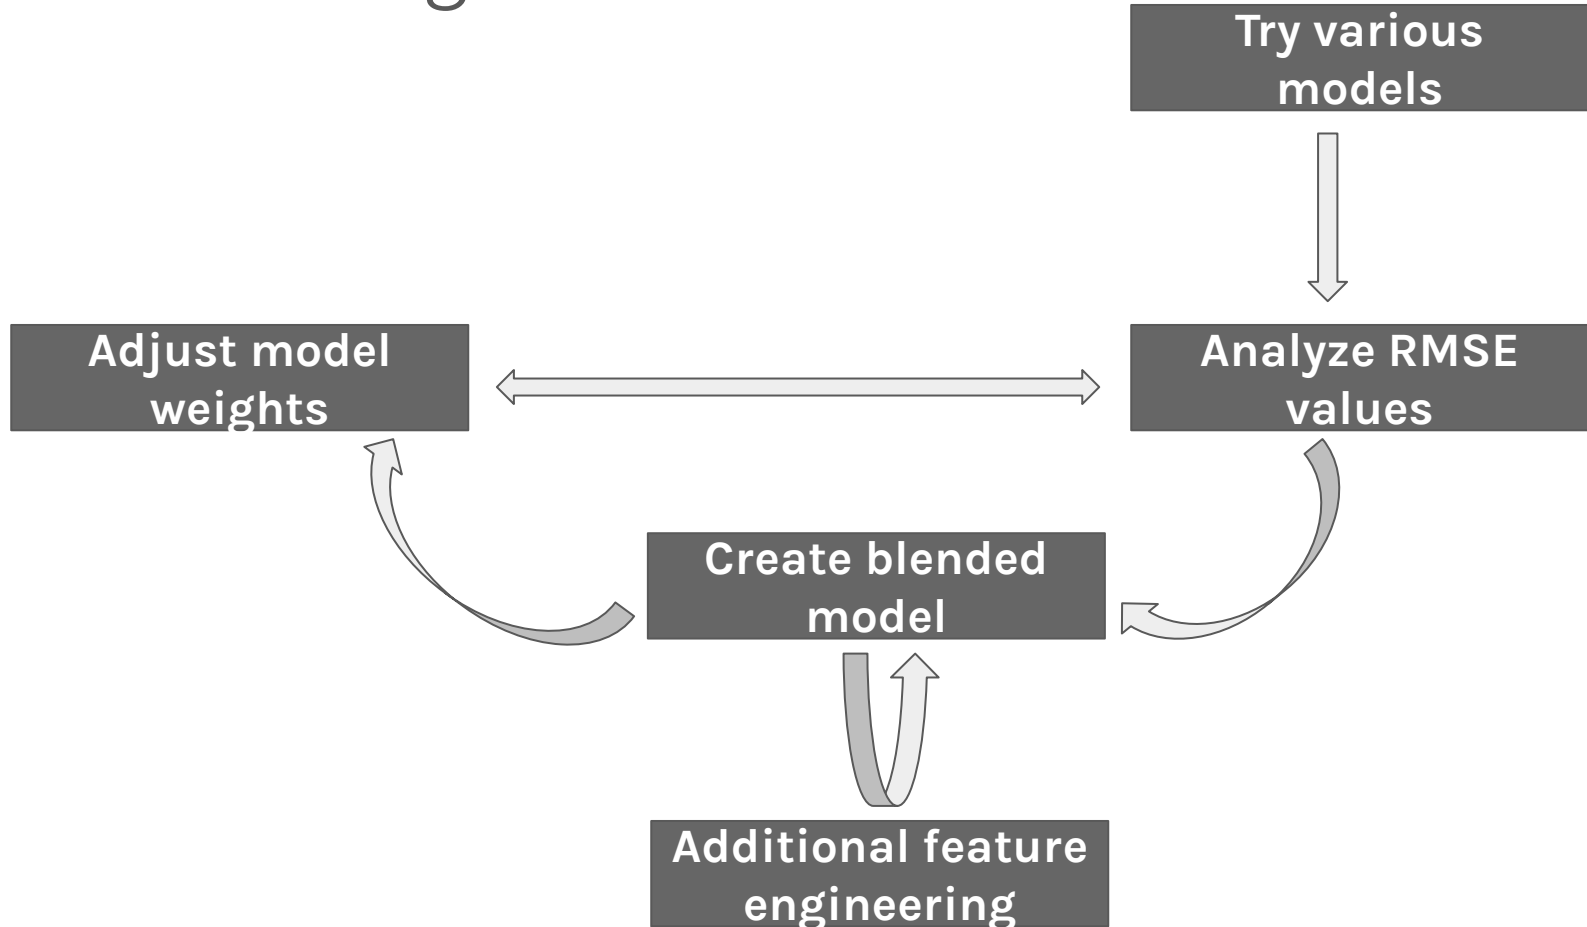 Try various
models
Adjust model
weights
Analyze RMSE
values
Create blended
model
Additional feature
engineering